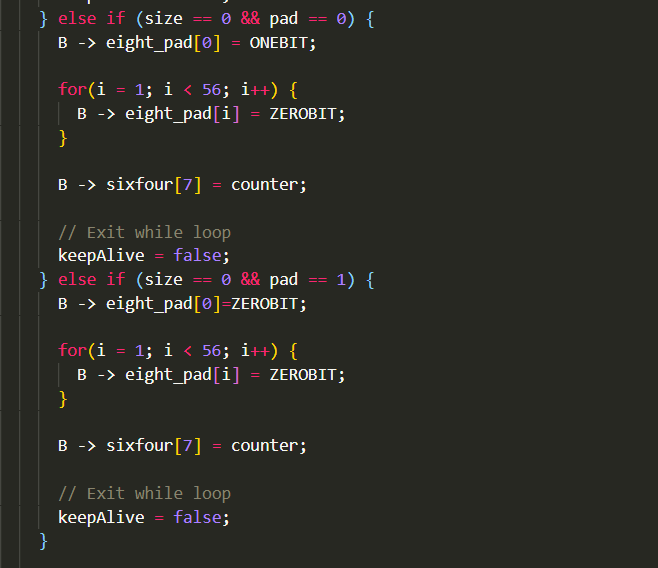 } else if (size == 0 && pad == 0) {
B -> eight_pad[0] = ONEBIT;
for(i = 1; i < 56; i++) {
B -> eight_pad[i] = ZEROBIT;
}
B -> sixfour[7] = counter;
// Exit while loop
keepAlive = false;
} else if (size == 0 && pad == 1) {
B -> eight_pad[0]=ZEROBIT;
for(i = 1; i < 56; i++) {
B -> eight_pad[i] = ZEROBIT;
}
B -> sixfour[7] = counter;
// Exit while loop
keepAlive = false;
}